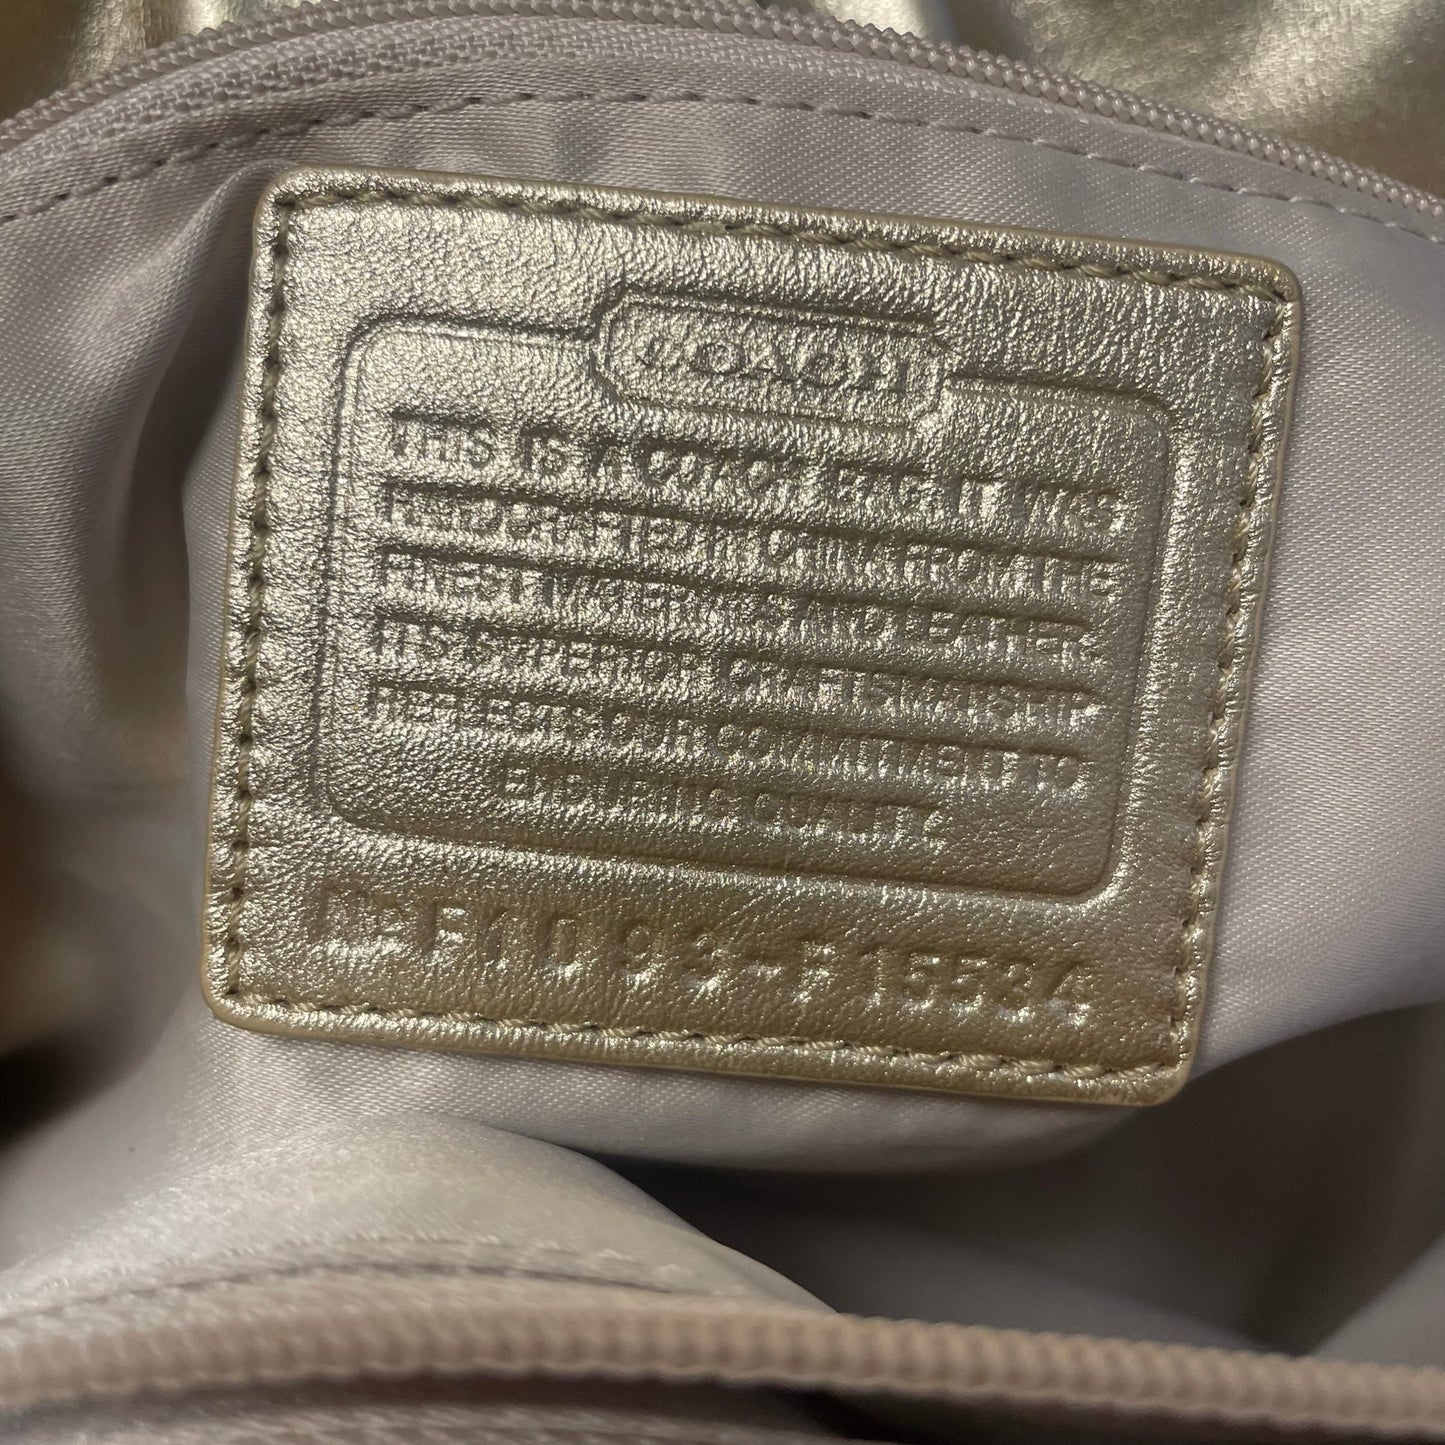 COACH
THIS IS A COACH BAG. IT WAS
HANDCRAFTED IN CHINA FROM THE
FINEST MATERIALS AND LEATHER.
ITS SUPERIOR CRAFTSMANSHIP
REFLECTS OUR COMMITMENT TO
ENDURING QUALITY.
1093-F15534